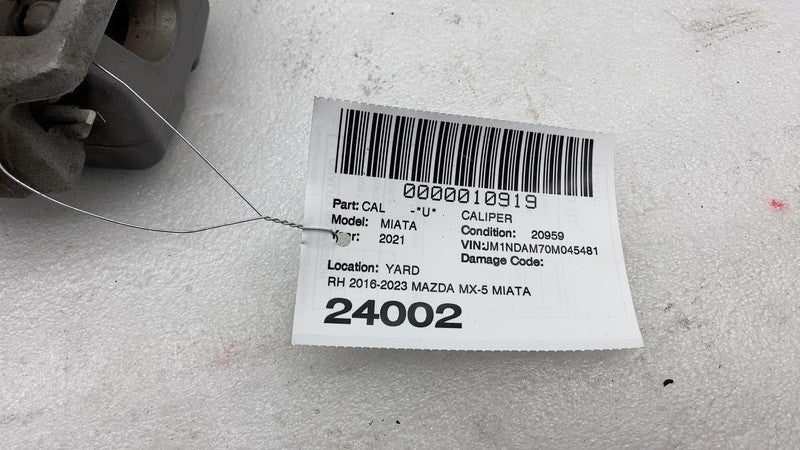 0000010919
Part: CAL -*U* CALIPER
Model: MIATA Condition: 20959
Year: 2021 VIN:JM1NDAM70M045481
Damage Code:
Location: YARD
RH 2016-2023 MAZDA MX-5 MIATA
24002